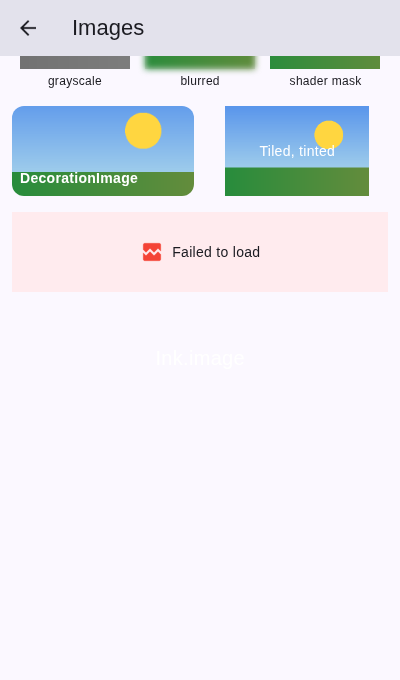 Images
grayscale
blurred
shader mask
DecorationImage
Tiled, tinted
Failed to load
Ink.image